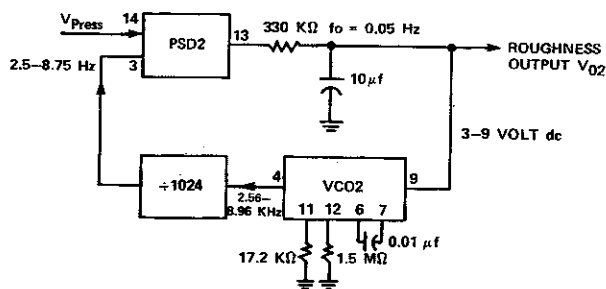 VPress
14
PSD2
13
3
330 KΩ fo = 0.05 Hz
ROUGHNESS
OUTPUT V02
2.5–8.75 Hz
10μf
3–9 VOLT dc
÷1024
4
2.56–
8.96 KHz
VCO2
9
11 12 6 7
0.01 μf
17.2 KΩ
1.5 MΩ